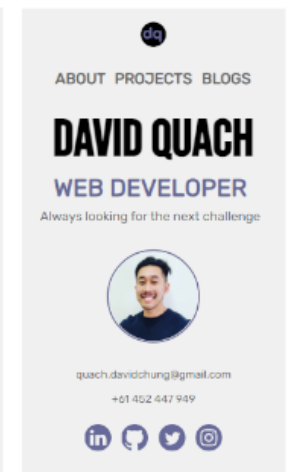 dq
ABOUT PROJECTS BLOGS
DAVID QUACH
WEB DEVELOPER
Always looking for the next challenge
quach.davidchung@gmail.com
+61 452 447 949
in